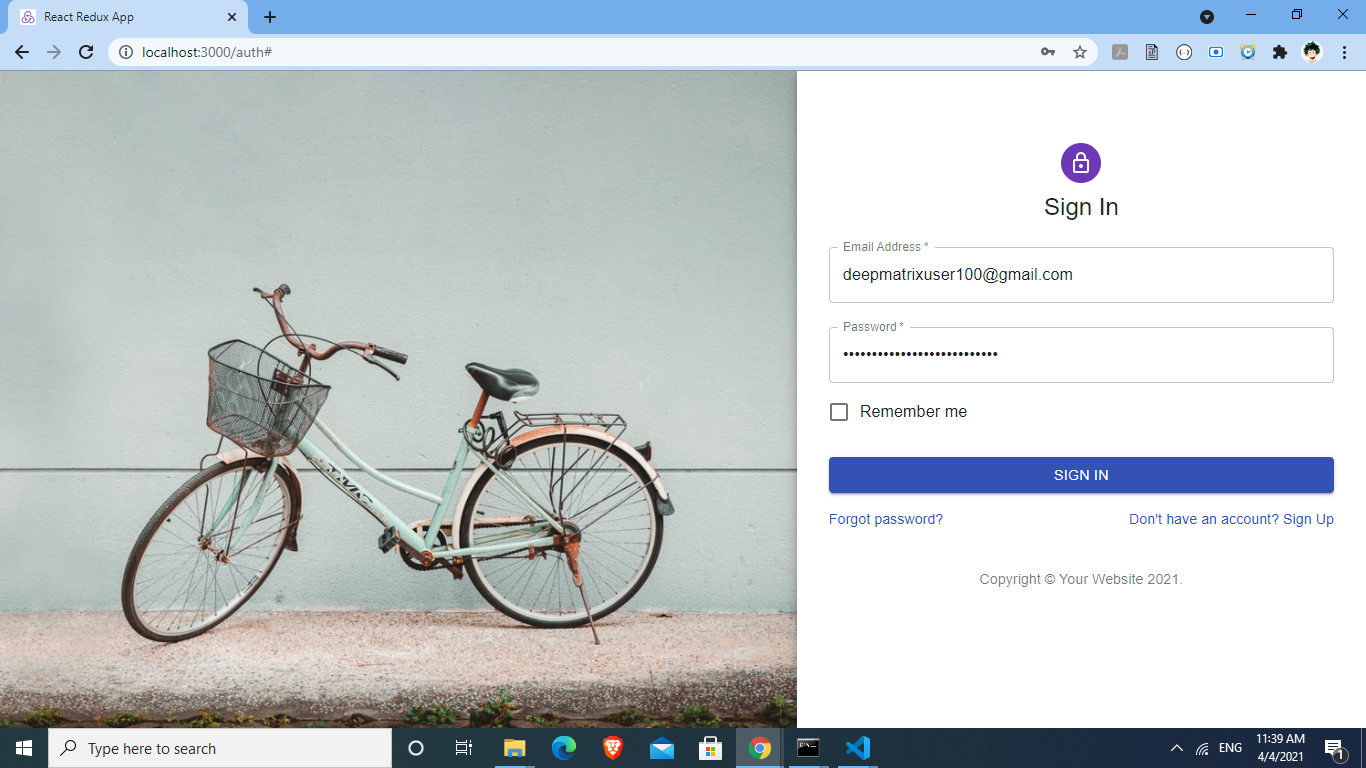 React Redux App
localhost:3000/auth#
Sign In
Email Address *
deepmatrixuser100@gmail.com
Password *
•••••••••••••••••••••••••••
Remember me
SIGN IN
Forgot password?
Don't have an account? Sign Up
Copyright © Your Website 2021.
Type here to search
ENG
11:39 AM
4/4/2021
1